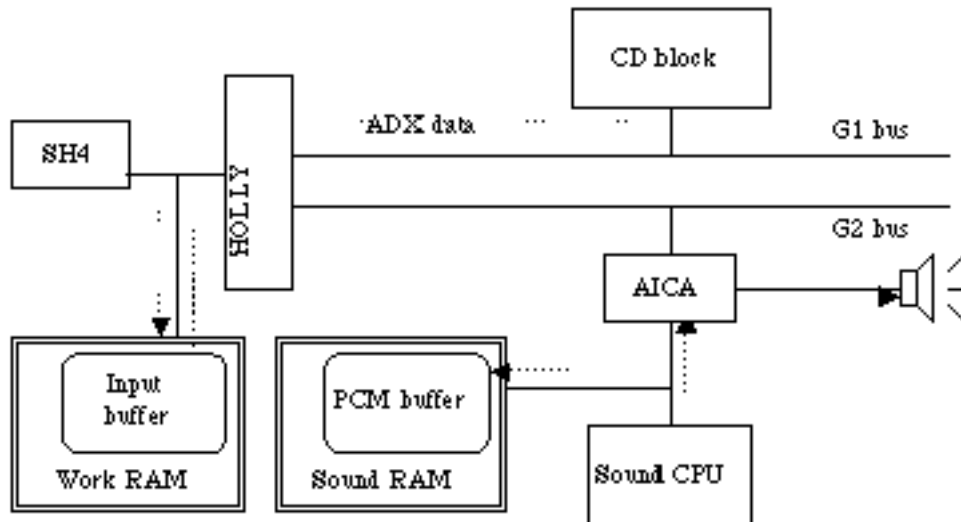 CD block
ADX data
G1 bus
SH4
HOLLY
G2 bus
AICA
Input
buffer
PCM buffer
Work RAM
Sound RAM
Sound CPU